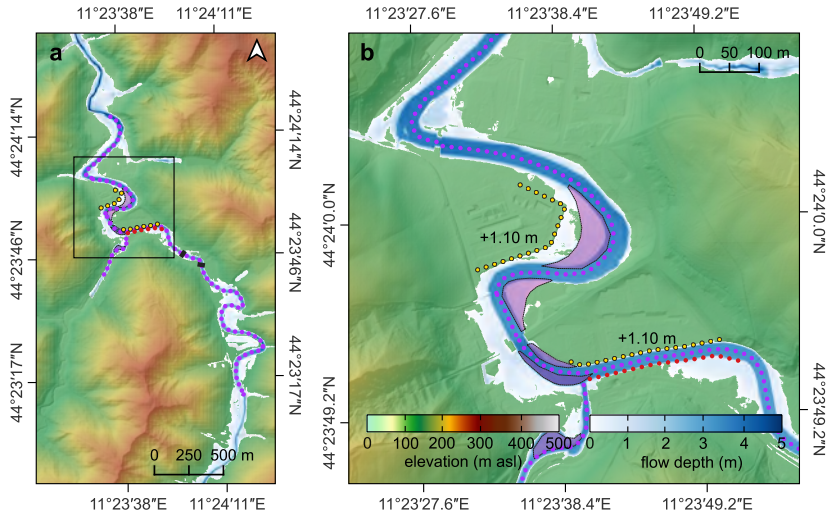 11°23′38″E 11°24′11″E
11°23′27.6″E 11°23′38.4″E 11°23′49.2″E
a
b
0 50 100 m
44°24′14″N
44°24′14″N
44°24′0.0″N
44°24′0.0″N
+1.10 m
44°23′46″N
44°23′46″N
+1.10 m
44°23′17″N
44°23′17″N
44°23′49.2″N
44°23′49.2″N
0 100 200 300 400 500
elevation (m asl)
0 1 2 3 4 5
flow depth (m)
0 250 500 m
11°23′38″E 11°24′11″E
11°23′27.6″E 11°23′38.4″E 11°23′49.2″E